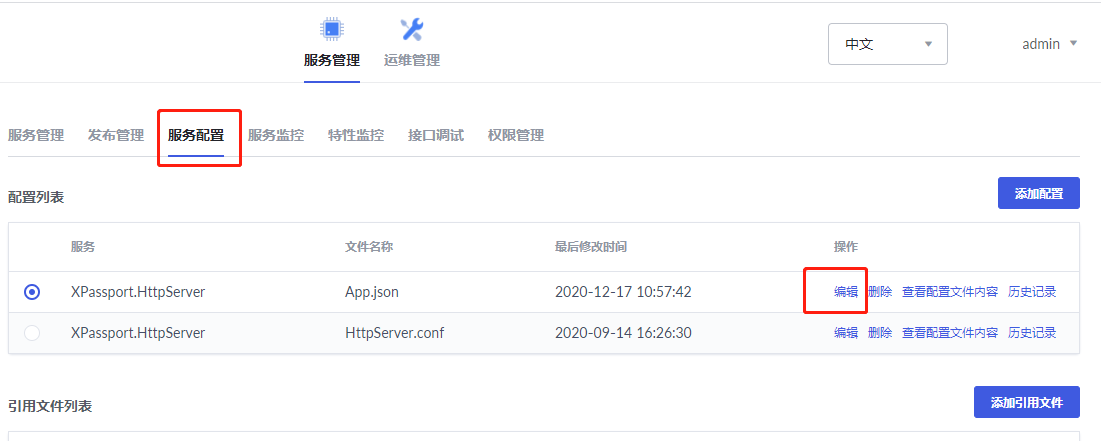 服务管理 运维管理 中文 admin
服务管理 发布管理 服务配置 服务监控 特性监控 接口调试 权限管理
配置列表 添加配置
服务 文件名称 最后修改时间 操作
XPassport.HttpServer App.json 2020-12-17 10:57:42 编辑 删除 查看配置文件内容 历史记录
XPassport.HttpServer HttpServer.conf 2020-09-14 16:26:30 编辑 删除 查看配置文件内容 历史记录
引用文件列表 添加引用文件